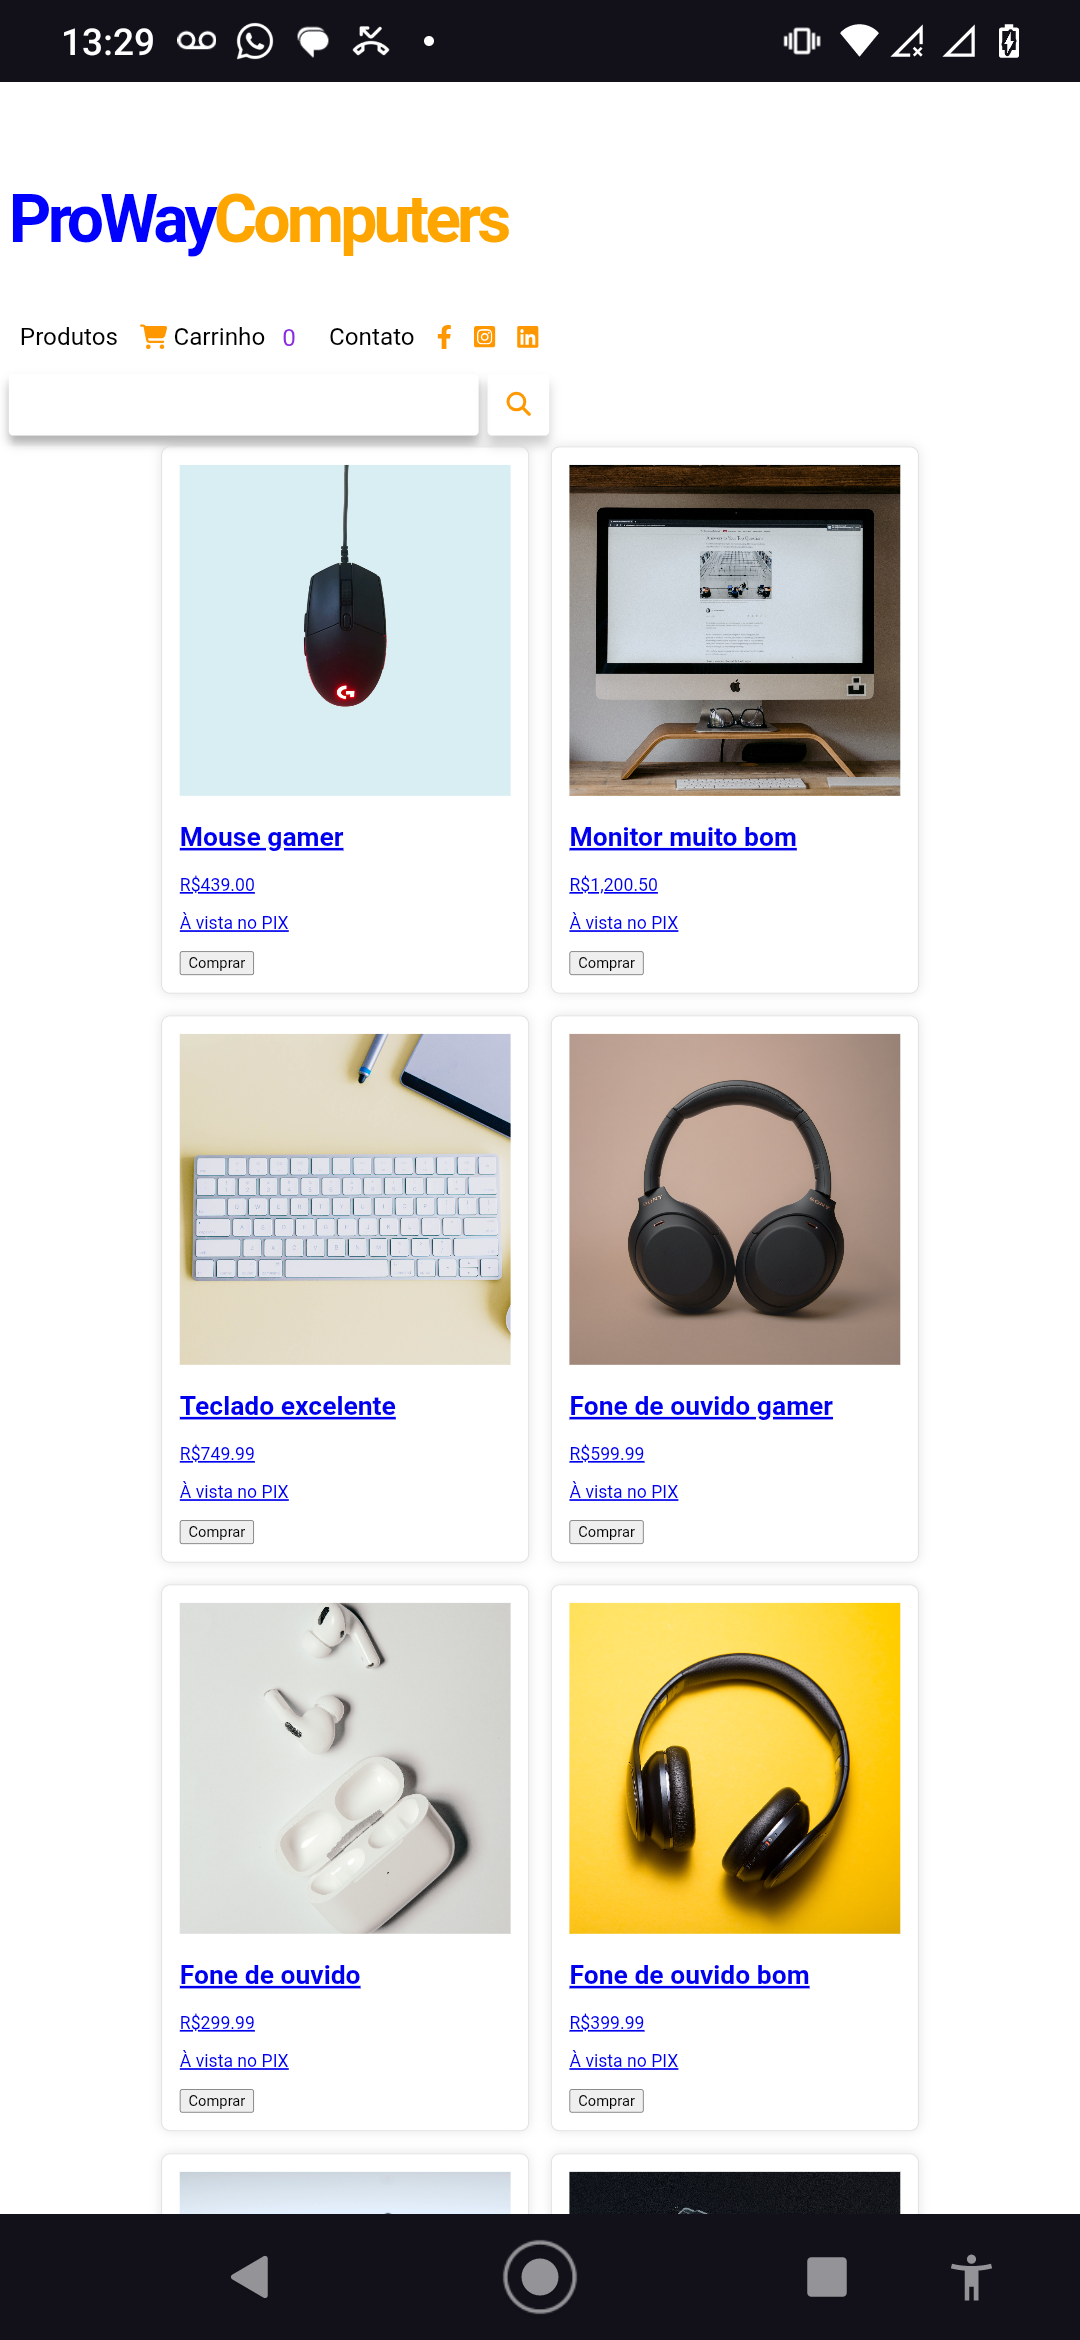 13:29
ProWayComputers
Produtos Carrinho 0 Contato
Mouse gamer
R$439.00
À vista no PIX
Comprar
Monitor muito bom
R$1,200.50
À vista no PIX
Comprar
Teclado excelente
R$749.99
À vista no PIX
Comprar
SONY SONY
Fone de ouvido gamer
R$599.99
À vista no PIX
Comprar
Fone de ouvido
R$299.99
À vista no PIX
Comprar
Fone de ouvido bom
R$399.99
À vista no PIX
Comprar